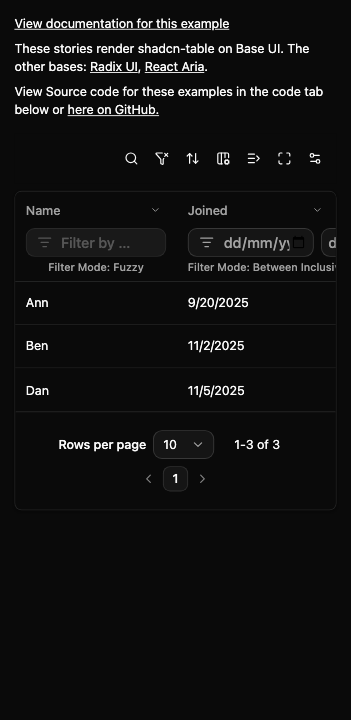 View documentation for this example
These stories render shadcn-table on Base UI. The
other bases: Radix UI, React Aria.
View Source code for these examples in the code tab
below or here on GitHub.
Name Joined
Filter by ... dd/mm/yy d
Filter Mode: Fuzzy Filter Mode: Between Inclusi
Ann 9/20/2025
Ben 11/2/2025
Dan 11/5/2025
Rows per page 10 1-3 of 3
1